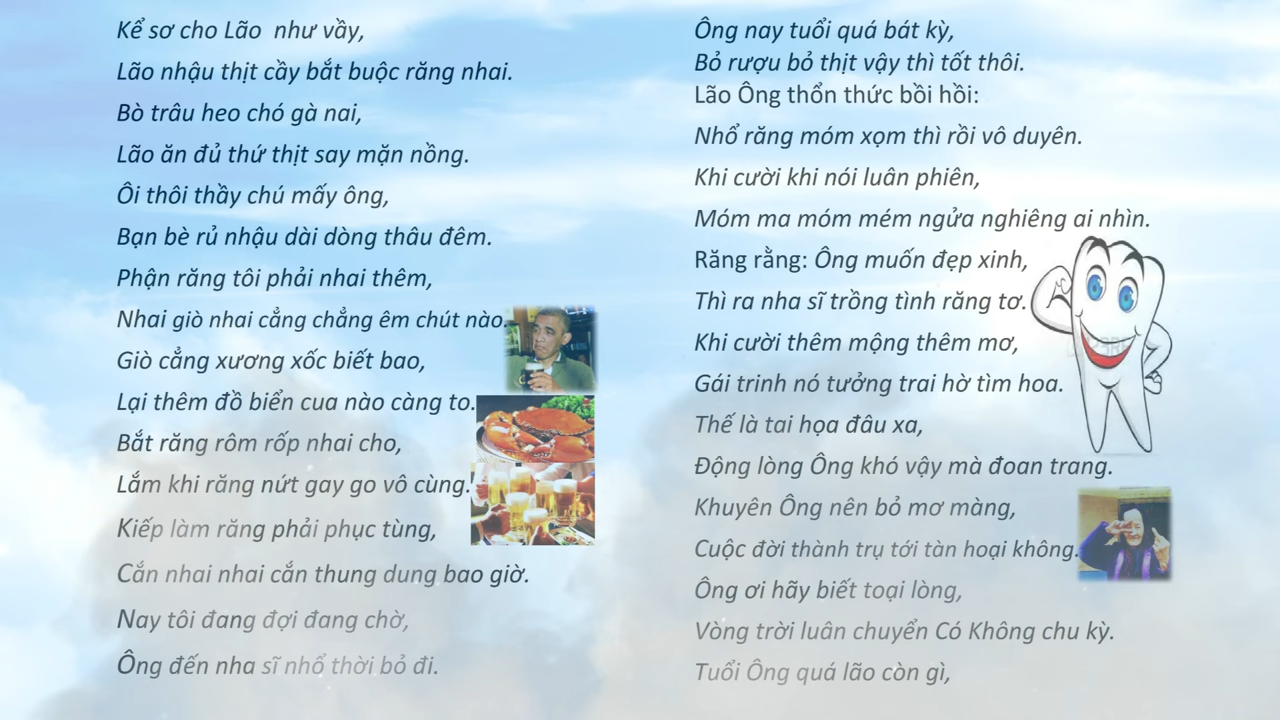 Kể sơ cho Lão như vầy,
Lão nhậu thịt cầy bắt buộc răng nhai.
Bò trâu heo chó gà nai,
Lão ăn đủ thứ thịt say mặn nồng.
Ôi thôi thầy chú mấy ông,
Bạn bè rủ nhậu dài dòng thâu đêm.
Phận răng tôi phải nhai thêm,
Nhai giò nhai cẳng chẳng êm chút nào.
Giò cẳng xương xốc biết bao,
Lại thêm đồ biển cua nào càng to.
Bắt răng rôm rốp nhai cho,
Lắm khi răng nứt gay go vô cùng.
Kiếp làm răng phải phục tùng,
Cắn nhai nhai cắn thung dung bao giờ.
Nay tôi đang đợi đang chờ,
Ông đến nha sĩ nhổ thời bỏ đi.
Ông nay tuổi quá bát kỳ,
Bỏ rượu bỏ thịt vậy thì tốt thôi.
Lão Ông thổn thức bồi hồi:
Nhổ răng móm xọm thì rồi vô duyên.
Khi cười khi nói luân phiên,
Móm ma móm mém ngửa nghiêng ai nhìn.
Răng rằng: Ông muốn đẹp xinh,
Thì ra nha sĩ trồng tình răng tơ.
Khi cười thêm mộng thêm mơ,
Gái trinh nó tưởng trai hờ tìm hoa.
Thế là tai họa đâu xa,
Động lòng Ông khó vậy mà đoan trang.
Khuyên Ông nên bỏ mơ màng,
Cuộc đời thành trụ tới tàn hoại không.
Ông ơi hãy biết toại lòng,
Vòng trời luân chuyển Có Không chu kỳ.
Tuổi Ông quá lão còn gì,